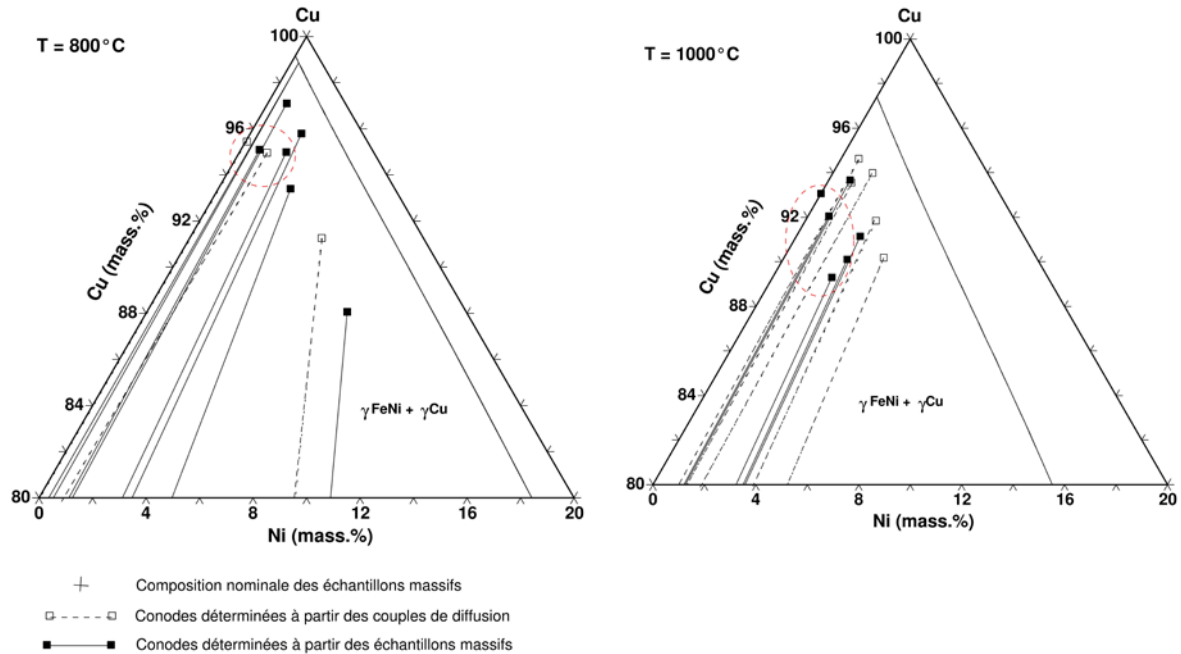 T = 800°C
Cu
100
96
92
88
84
80
Cu (mass.%)
γFeNi + γCu
0
4
8
12
16
20
Ni (mass.%)
T = 1000°C
Cu
100
96
92
88
84
80
Cu (mass.%)
γFeNi + γCu
0
4
8
12
16
20
Ni (mass.%)
Composition nominale des échantillons massifs
Conodes déterminées à partir des couples de diffusion
Conodes déterminées à partir des échantillons massifs